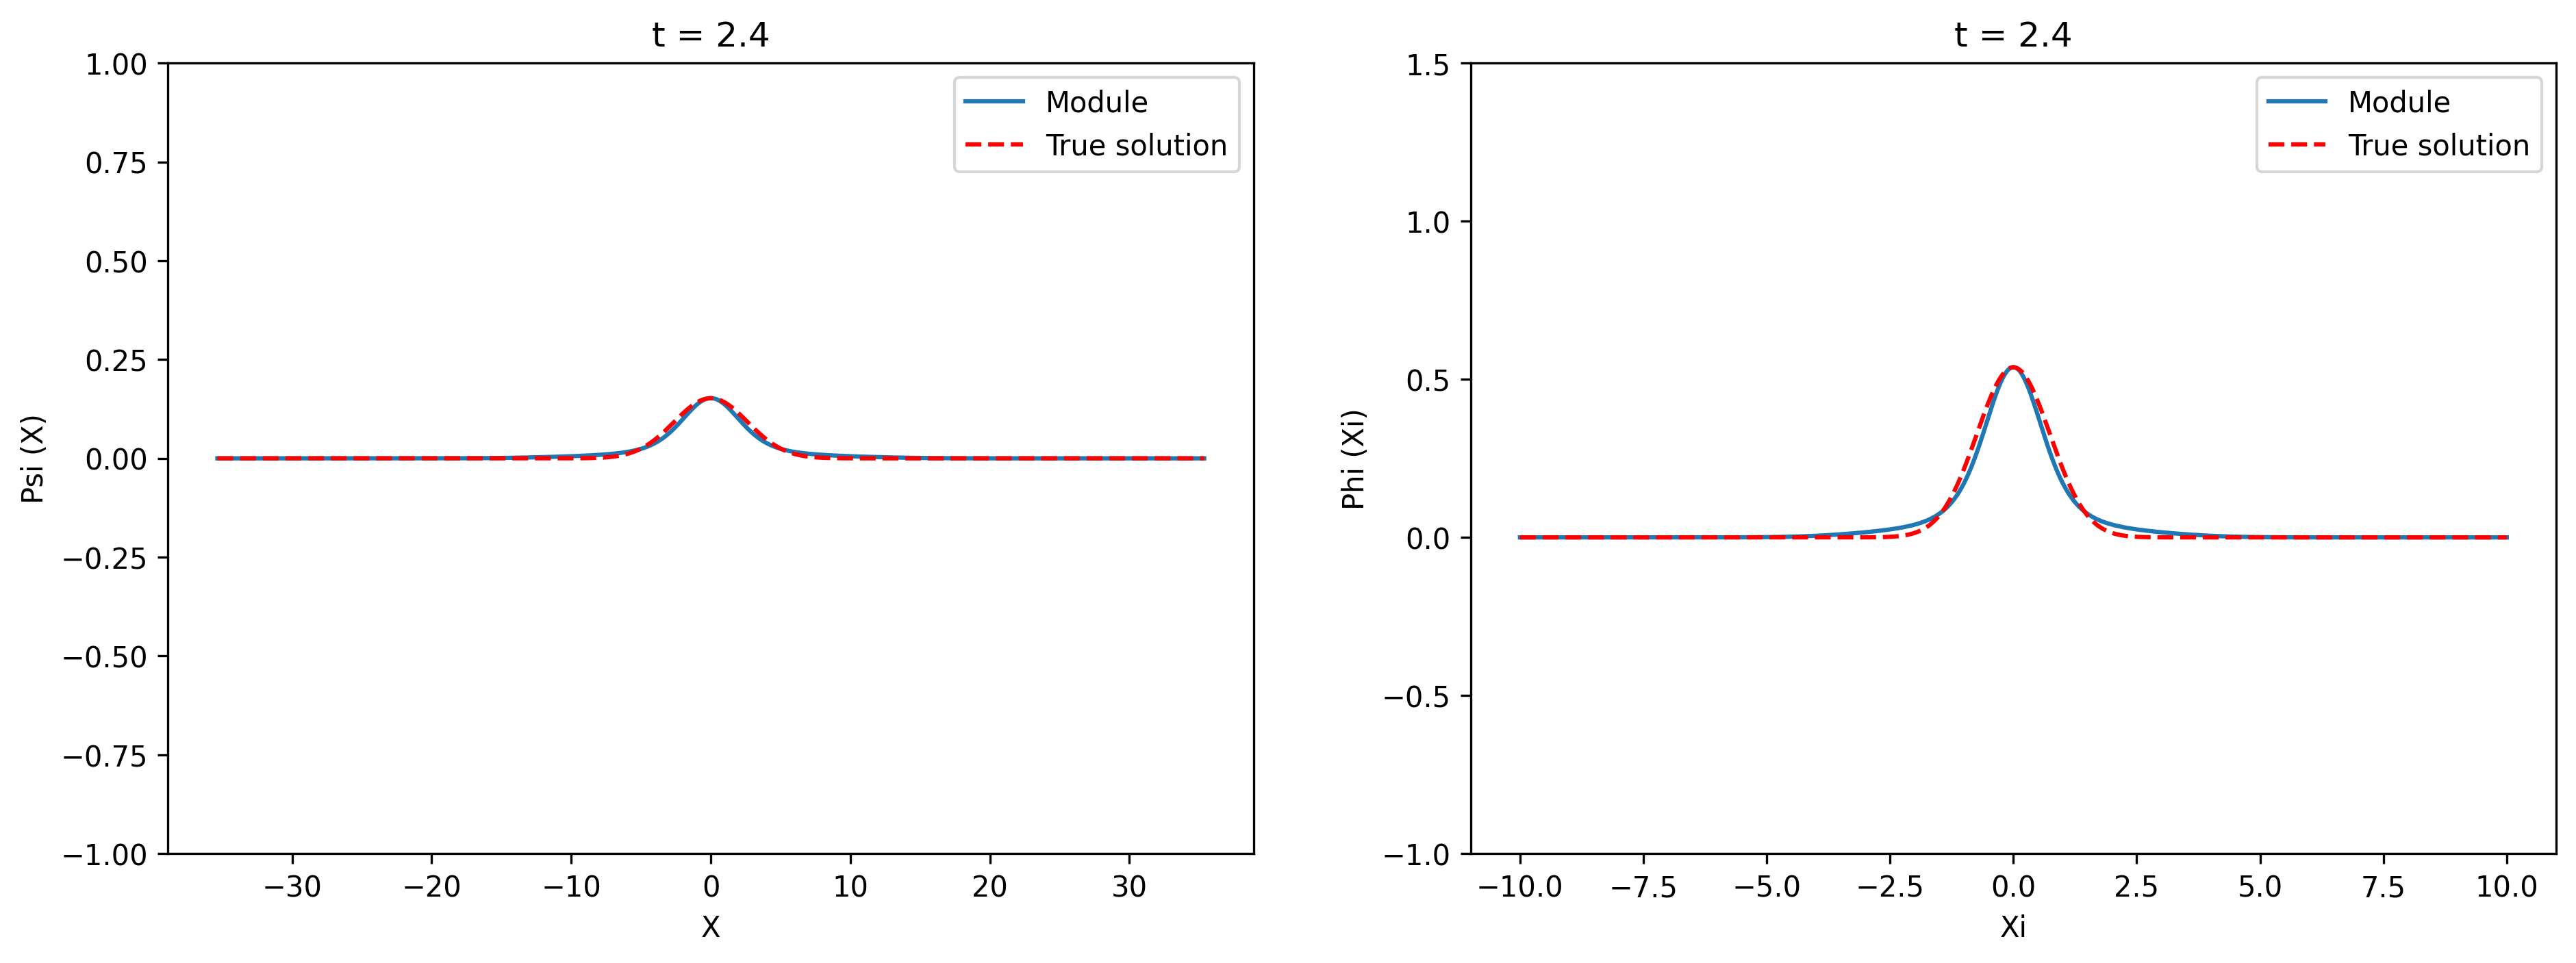 t = 2.4
1.00
0.75
0.50
0.25
0.00
−0.25
−0.50
−0.75
−1.00
Psi (X)
−30 −20 −10 0 10 20 30
X
Module
True solution
t = 2.4
1.5
1.0
0.5
0.0
−0.5
−1.0
Phi (Xi)
−10.0 −7.5 −5.0 −2.5 0.0 2.5 5.0 7.5 10.0
Xi
Module
True solution